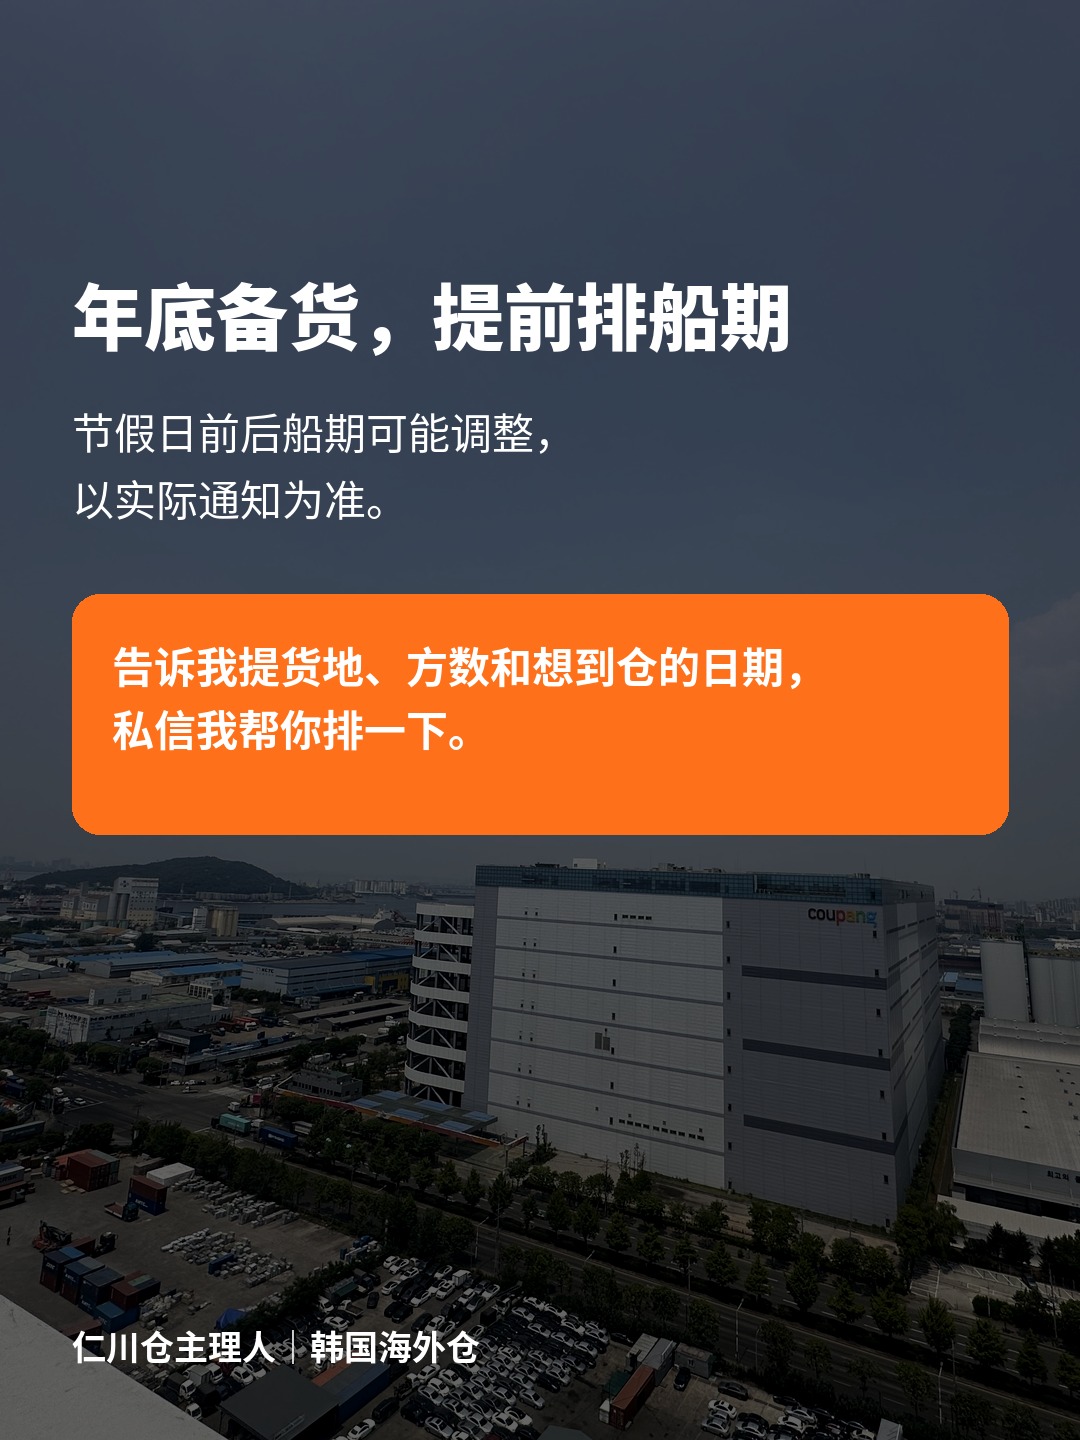 年底备货，提前排船期
节假日前后船期可能调整，
以实际通知为准。
告诉我提货地、方数和想到仓的日期，
私信我帮你排一下。
coupang
仁川仓主理人｜韩国海外仓